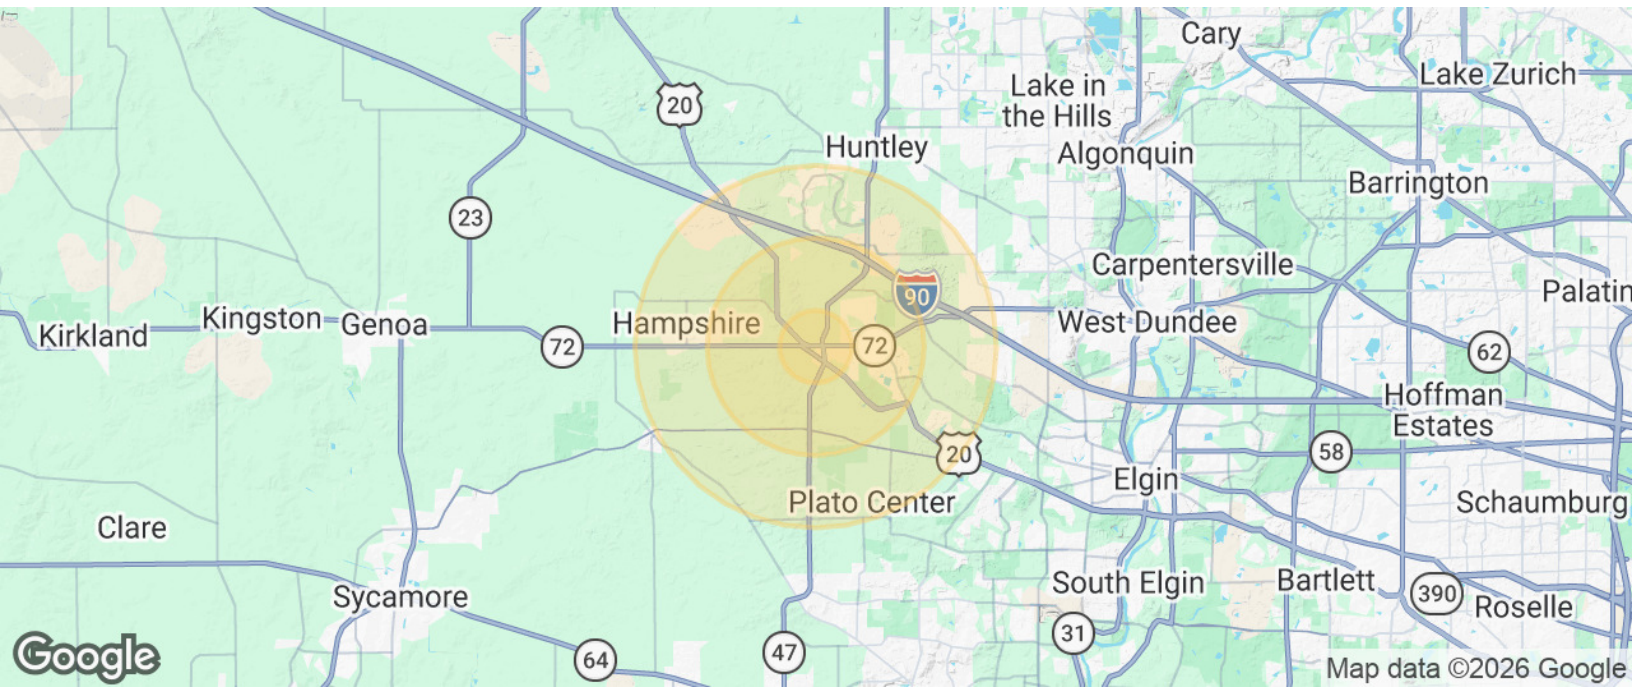 Cary
Lake Zurich
Lake in
the Hills
20
Huntley
Algonquin
Barrington
23
Carpentersville
90
Palatin
Kirkland
Kingston
Genoa
Hampshire
West Dundee
72
72
62
Hoffman
Estates
20
58
Elgin
Plato Center
Schaumburg
Clare
Sycamore
South Elgin
Bartlett
390
Roselle
31
47
64
Google
Map data ©2026 Google